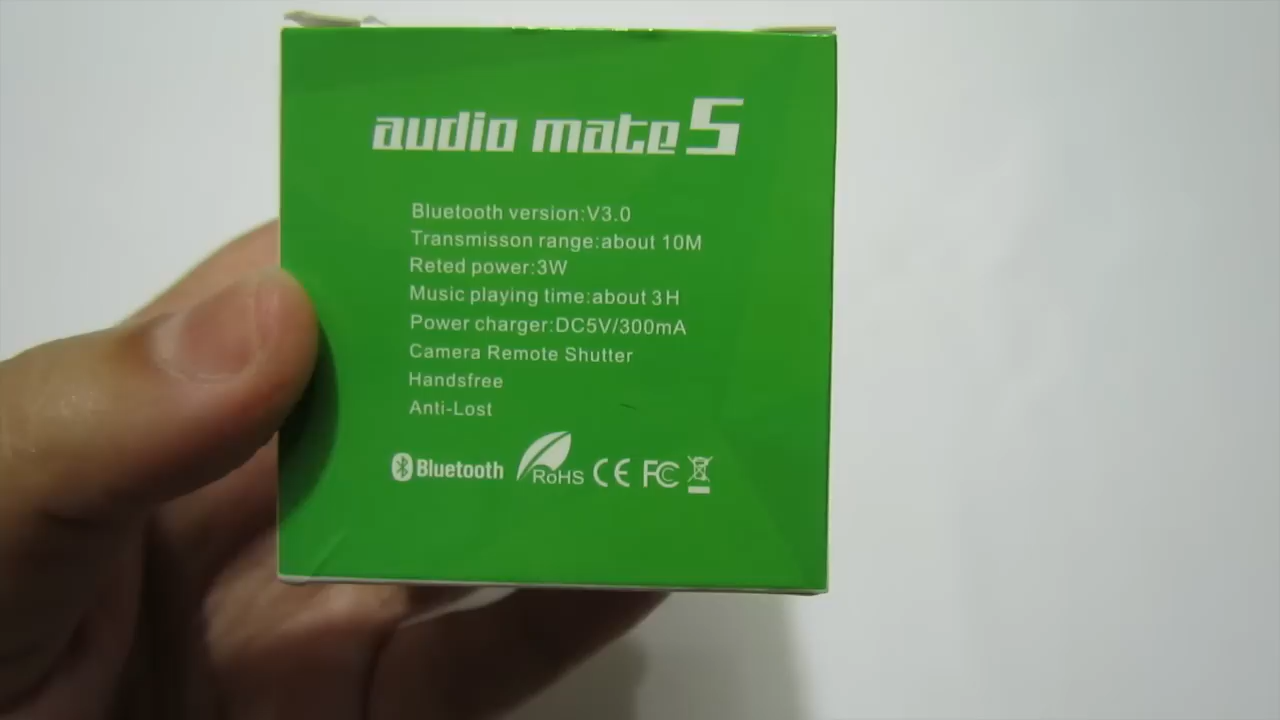 audio mate 5
Bluetooth version:V3.0
Transmisson range:about 10M
Reted power:3W
Music playing time:about 3H
Power charger:DC5V/300mA
Camera Remote Shutter
Handsfree
Anti-Lost
Bluetooth RoHS CE FC